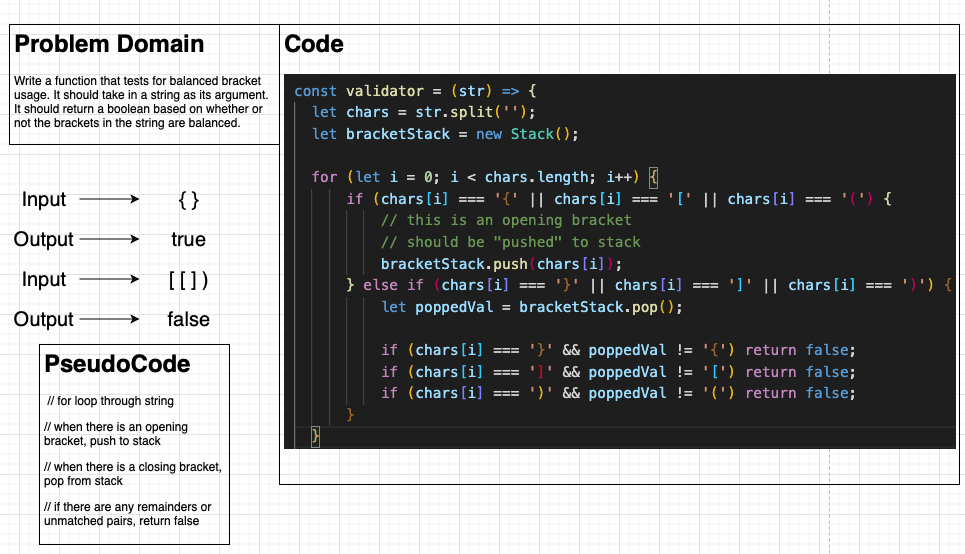 Problem Domain
Write a function that tests for balanced bracket
usage. It should take in a string as its argument.
It should return a boolean based on whether or
not the brackets in the string are balanced.
Input { }
Output true
Input [ [ ] )
Output false
PseudoCode
// for loop through string
// when there is an opening
bracket, push to stack
// when there is a closing bracket,
pop from stack
// if there are any remainders or
unmatched pairs, return false
Code
const validator = (str) => {
  let chars = str.split('');
  let bracketStack = new Stack();
  for (let i = 0; i < chars.length; i++) {
    if (chars[i] === '{' || chars[i] === '[' || chars[i] === '(') {
      // this is an opening bracket
      // should be "pushed" to stack
      bracketStack.push(chars[i]);
    } else if (chars[i] === '}' || chars[i] === ']' || chars[i] === ')') {
      let poppedVal = bracketStack.pop();
      if (chars[i] === '}' && poppedVal != '{') return false;
      if (chars[i] === ']' && poppedVal != '[') return false;
      if (chars[i] === ')' && poppedVal != '(') return false;
    }
  }